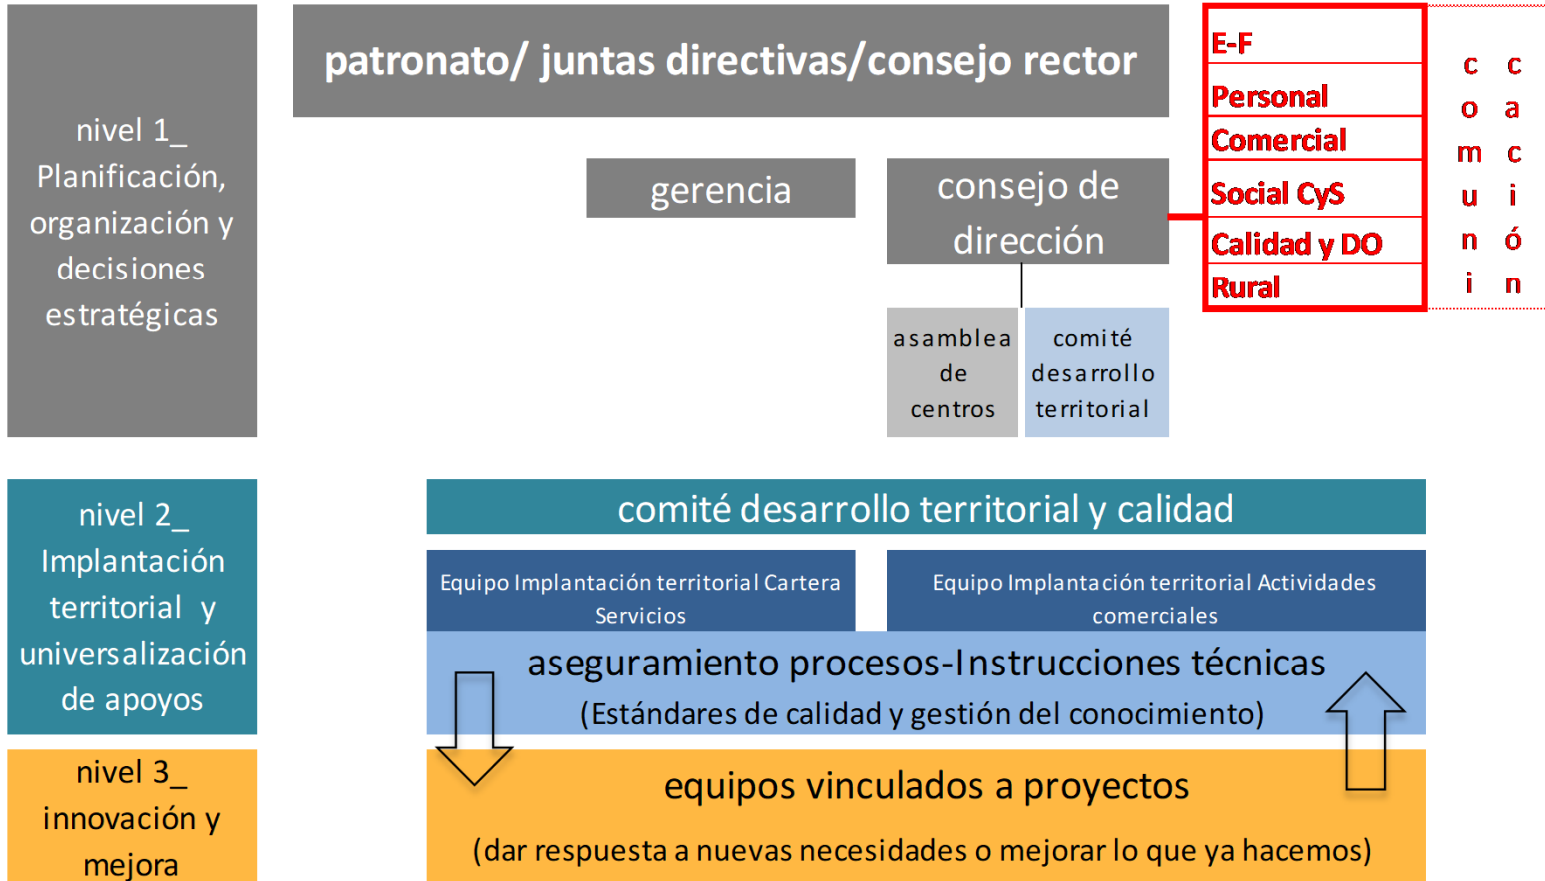 nivel 1_
Planificación,
organización y
decisiones
estratégicas
patronato/ juntas directivas/consejo rector
gerencia
consejo de
dirección
asamblea
de
centros
comité
desarrollo
territorial
E-F
Personal
Comercial
Social CyS
Calidad y DO
Rural
comuni
cación
nivel 2_
Implantación
territorial y
universalización
de apoyos
comité desarrollo territorial y calidad
Equipo Implantación territorial Cartera
Servicios
Equipo Implantación territorial Actividades
comerciales
aseguramiento procesos-Instrucciones técnicas
(Estándares de calidad y gestión del conocimiento)
nivel 3_
innovación y
mejora
equipos vinculados a proyectos
(dar respuesta a nuevas necesidades o mejorar lo que ya hacemos)